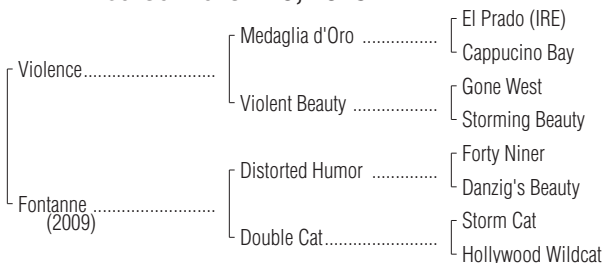 El Prado (IRE)
Medaglia d'Oro ................
Cappucino Bay
Violence............................
Gone West
Violent Beauty ..................
Storming Beauty
Forty Niner
Distorted Humor ..............
Danzig's Beauty
Fontanne ..........................
(2009)
Storm Cat
Double Cat........................
Hollywood Wildcat